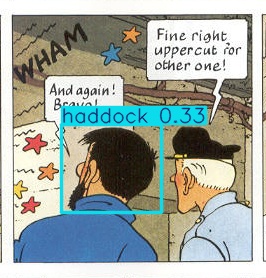 WHAM
Fine right
uppercut for
other one!
And again!
Bravo!
haddock 0.33